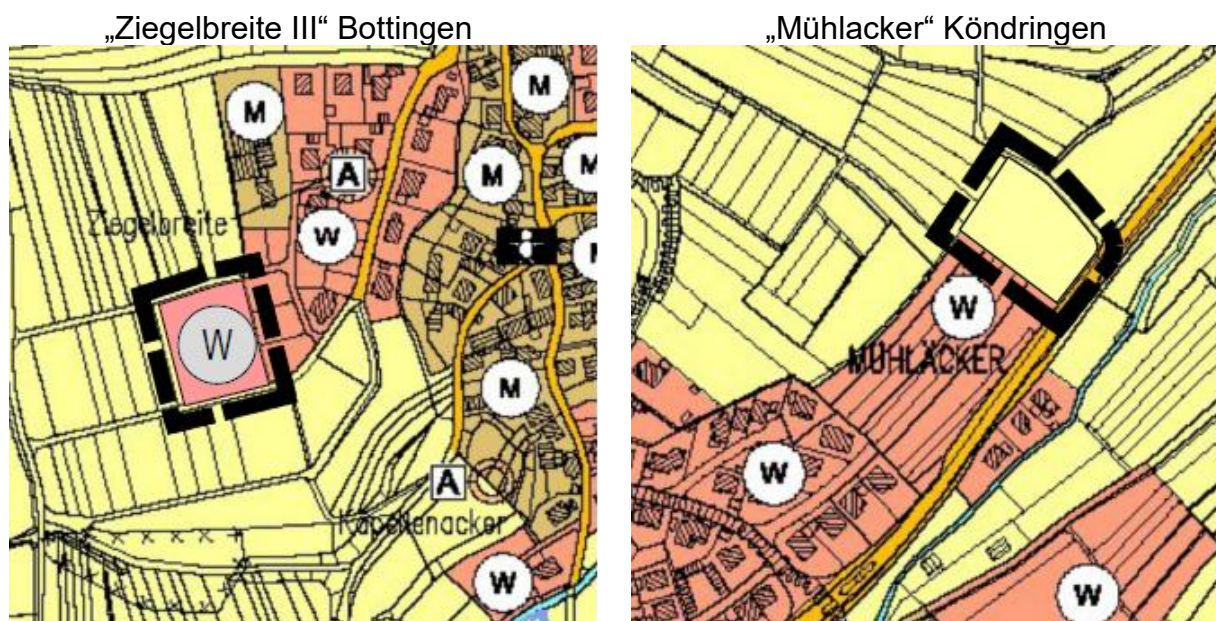 „Ziegelbreite III“ Bottingen
M
M
A
M
M
Ziegelbreite
W
M
W
M
A
Kapellenacker
W
W
„Mühlacker“ Köndringen
W
MÜHLÄCKER
W
W